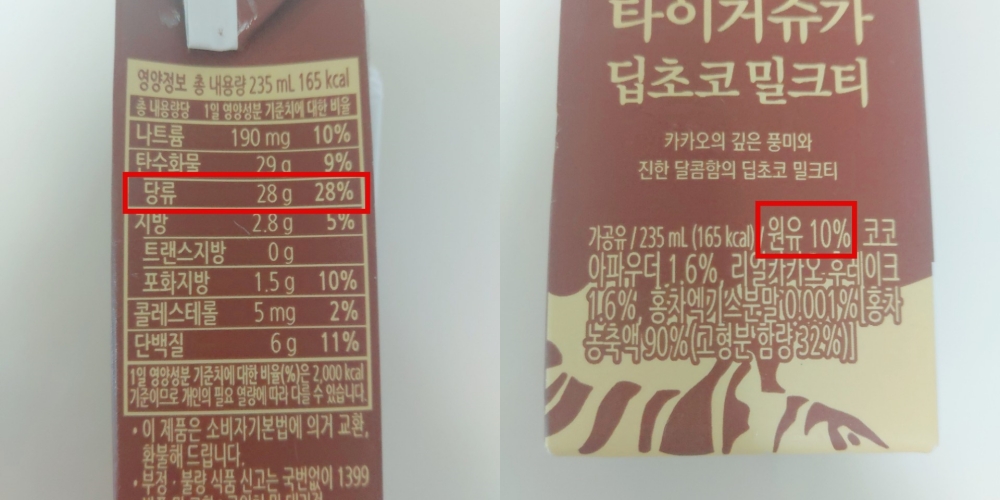 영양정보 총 내용량 235 mL 165 kcal
총 내용량당 1일 영양성분 기준치에 대한 비율
나트륨 190 mg 10%
탄수화물 29 g 9%
당류 28 g 28%
지방 2.8 g 5%
트랜스지방 0 g
포화지방 1.5 g 10%
콜레스테롤 5 mg 2%
단백질 6 g 11%
1일 영양성분 기준치에 대한 비율(%)은 2,000 kcal
기준이므로 개인의 필요 열량에 따라 다를 수 있습니다.
• 이 제품은 소비자기본법에 의거 교환,
환불해 드립니다.
• 부정·불량 식품 신고는 국번없이 1399
타이거슈가
딥초코 밀크티
카카오의 깊은 풍미와
진한 달콤함의 딥초코 밀크티
가공유 / 235 mL (165 kcal) / 원유 10%, 코코
아파우더 1.6%, 리얼카카오 후레이크
1.6%, 홍차엑기스분말 0.001% [홍차
농축액 90%(고형분 함량 32%)]